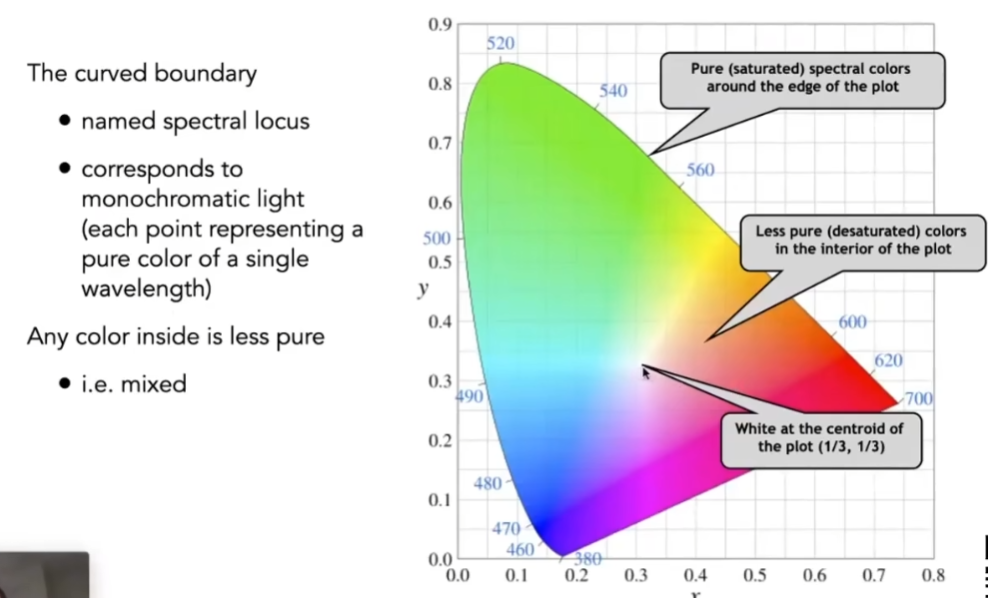 The curved boundary
● named spectral locus
● corresponds to
monochromatic light
(each point representing a
pure color of a single
wavelength)
Any color inside is less pure
● i.e. mixed
0.9
0.8
0.7
0.6
0.5
y
0.4
0.3
0.2
0.1
0.0
520
540
560
500
600
620
490
700
480
470
460
380
Pure (saturated) spectral colors
around the edge of the plot
Less pure (desaturated) colors
in the interior of the plot
White at the centroid of
the plot (1/3, 1/3)
0.0 0.1 0.2 0.3 0.4 0.5 0.6 0.7 0.8
x